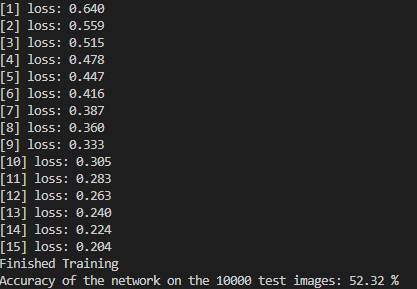 [1] loss: 0.640
[2] loss: 0.559
[3] loss: 0.515
[4] loss: 0.478
[5] loss: 0.447
[6] loss: 0.416
[7] loss: 0.387
[8] loss: 0.360
[9] loss: 0.333
[10] loss: 0.305
[11] loss: 0.283
[12] loss: 0.263
[13] loss: 0.240
[14] loss: 0.224
[15] loss: 0.204
Finished Training
Accuracy of the network on the 10000 test images: 52.32 %